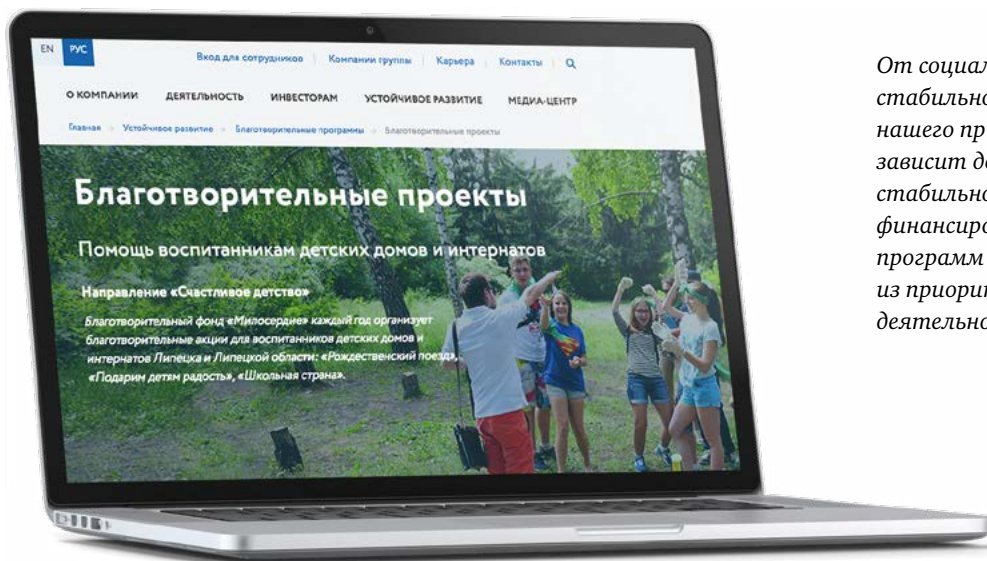 EN РУС
Вход для сотрудников Компании группы Карьера Контакты
О КОМПАНИИ ДЕЯТЕЛЬНОСТЬ ИНВЕСТОРАМ УСТОЙЧИВОЕ РАЗВИТИЕ МЕДИА-ЦЕНТР
Главная Устойчивое развитие Благотворительные программы Благотворительные проекты
Благотворительные проекты
Помощь воспитанникам детских домов и интернатов
Направление «Счастливое детство»
Благотворительный фонд «Милосердие» каждый год организует
благотворительные акции для воспитанников детских домов и
интернатов Липецка и Липецкой области: «Рождественский поезд»,
«Подарим детям радость», «Школьная страна».
От социал
стабильно
нашего пр
зависит до
стабильно
финансиро
программ
из приори
деятельно